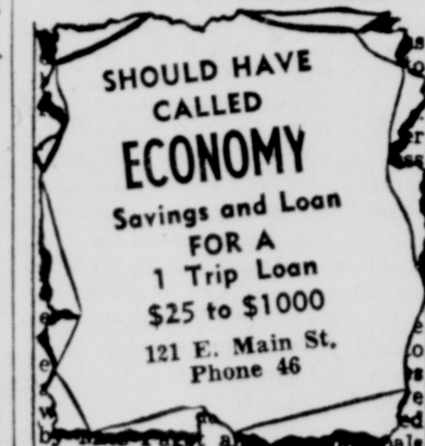 SHOULD HAVE
CALLED
ECONOMY
Savings and Loan
FOR A
1 Trip Loan
$25 to $1000
121 E. Main St.
Phone 46